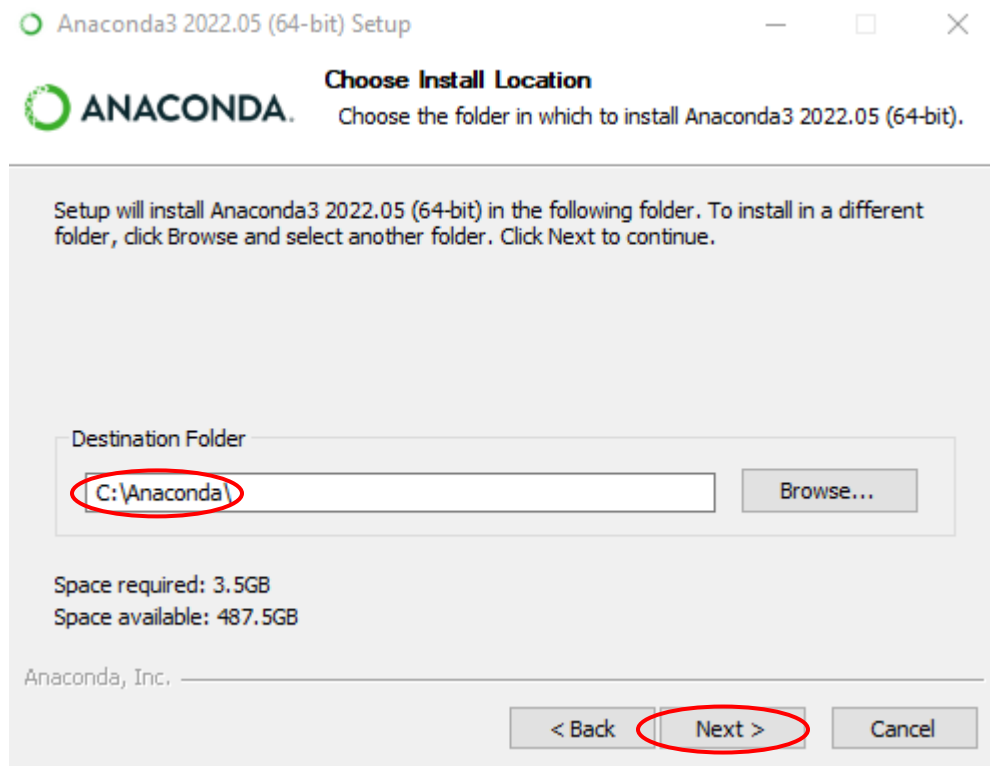 Anaconda3 2022.05 (64-bit) Setup
ANACONDA.
Choose Install Location
Choose the folder in which to install Anaconda3 2022.05 (64-bit).
Setup will install Anaconda3 2022.05 (64-bit) in the following folder. To install in a different
folder, click Browse and select another folder. Click Next to continue.
Destination Folder
C:\Anaconda\
Browse...
Space required: 3.5GB
Space available: 487.5GB
Anaconda, Inc.
< Back
Next >
Cancel